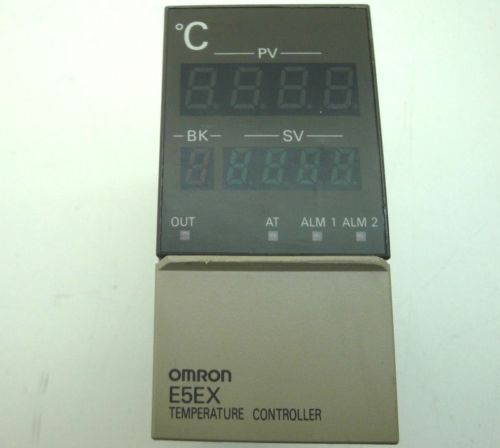 °C
PV
BK SV
OUT AT ALM 1 ALM 2
OMRON
E5EX
TEMPERATURE CONTROLLER